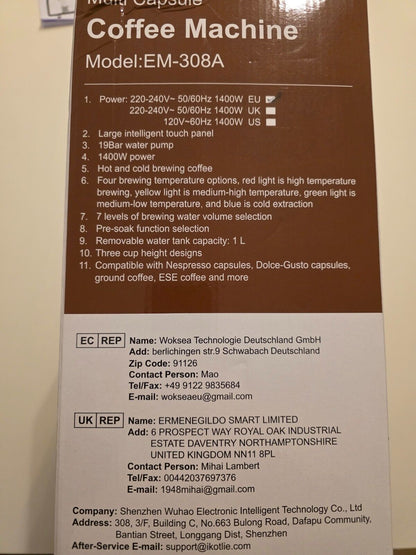 Multi Capsule
Coffee Machine
Model:EM-308A
1. Power: 220-240V~ 50/60Hz 1400W EU
220-240V~ 50/60Hz 1400W UK
120V~60Hz 1400W US
2. Large intelligent touch panel
3. 19Bar water pump
4. 1400W power
5. Hot and cold brewing coffee
6. Four brewing temperature options, red light is high temperature
brewing, yellow light is medium-high temperature, green light is
medium-low temperature, and blue is cold extraction
7. 7 levels of brewing water volume selection
8. Pre-soak function selection
9. Removable water tank capacity: 1 L
10. Three cup height designs
11. Compatible with Nespresso capsules, Dolce-Gusto capsules,
ground coffee, ESE coffee and more
EC REP Name: Woksea Technologie Deutschland GmbH
Add: berlichingen str.9 Schwabach Deutschland
Zip Code: 91126
Contact Person: Mao
Tel/Fax: +49 9122 9835684
E-mail: wokseaeu@gmail.com
UK REP Name: ERMENEGILDO SMART LIMITED
Add: 6 PROSPECT WAY ROYAL OAK INDUSTRIAL
ESTATE DAVENTRY NORTHAMPTONSHIRE
UNITED KINGDOM NN11 8PL
Contact Person: Mihai Lambert
Tel/Fax: 00442037697376
E-mail: 1948mihai@gmail.com
Company: Shenzhen Wuhao Electronic Intelligent Technology Co., Ltd
Address: 308, 3/F, Building C, No.663 Bulong Road, Dafapu Community,
Bantian Street, Longgang Dist, Shenzhen
After-Service E-mail: support@ikotlie.com